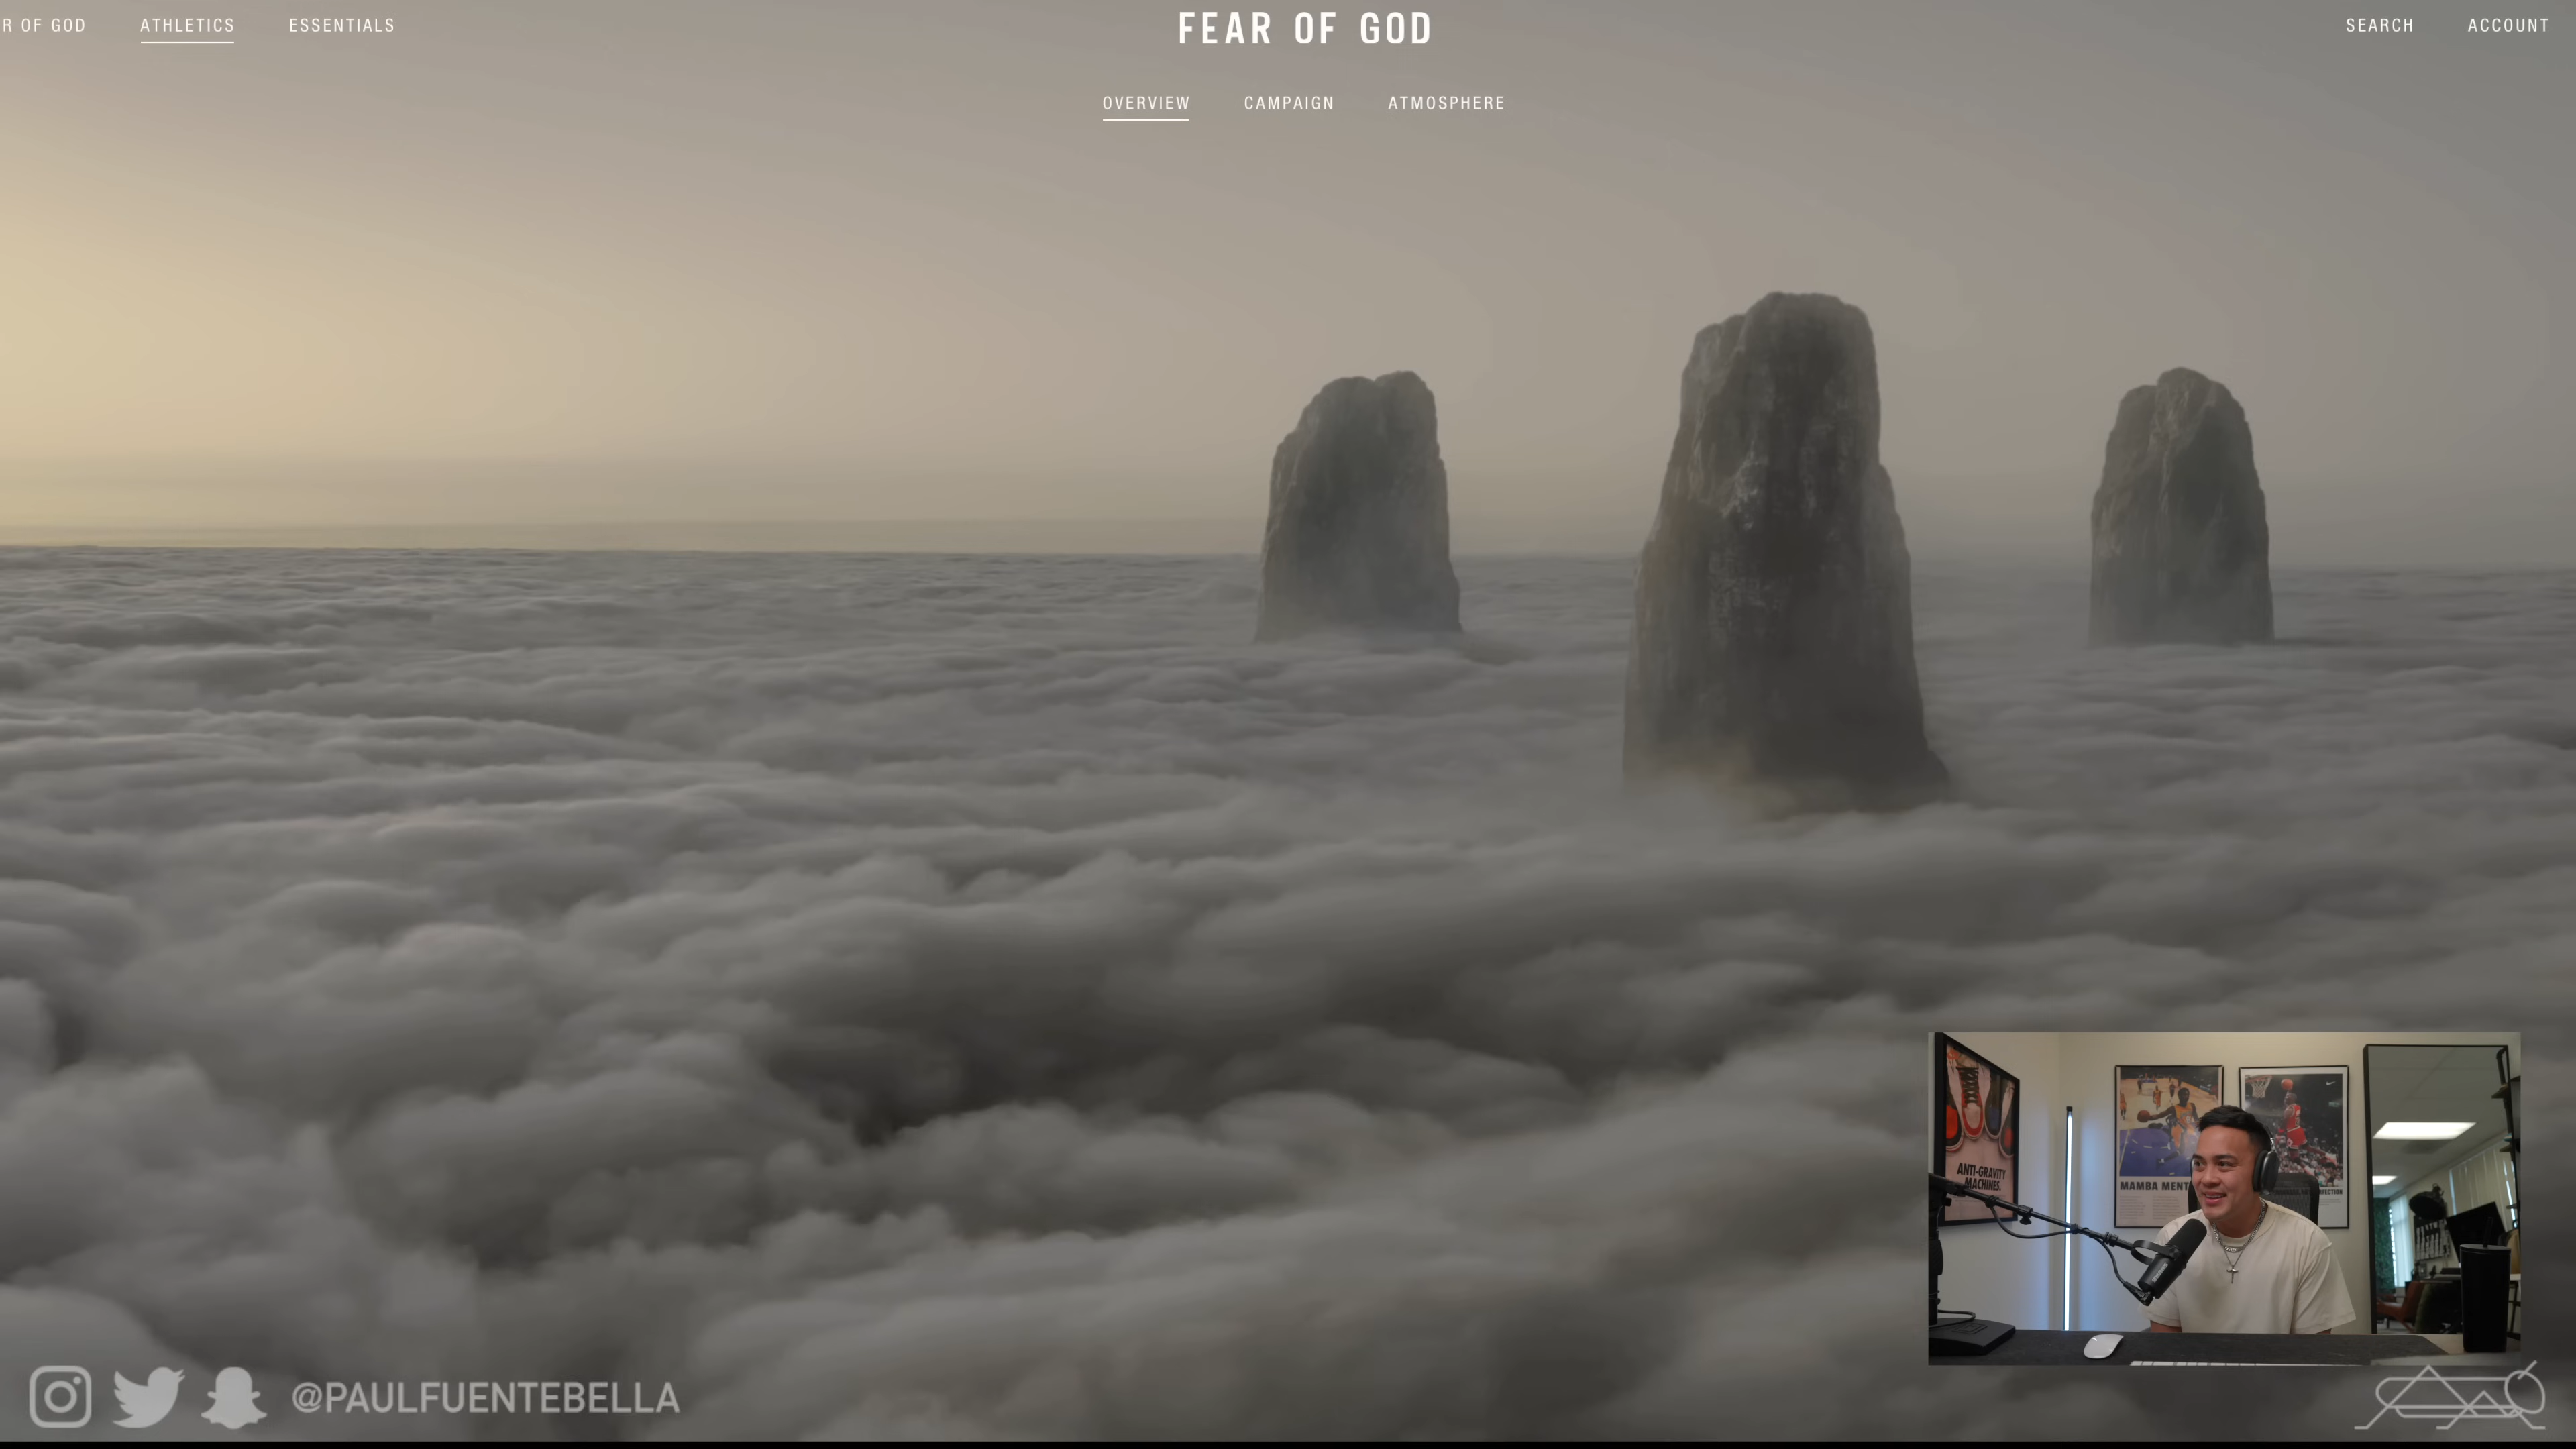 R OF GOD ATHLETICS ESSENTIALS
FEAR OF GOD
SEARCH ACCOUNT
OVERVIEW CAMPAIGN ATMOSPHERE
ANTI-GRAVITY
MACHINES.
MAMBA MENT
@PAULFUENTEBELLA